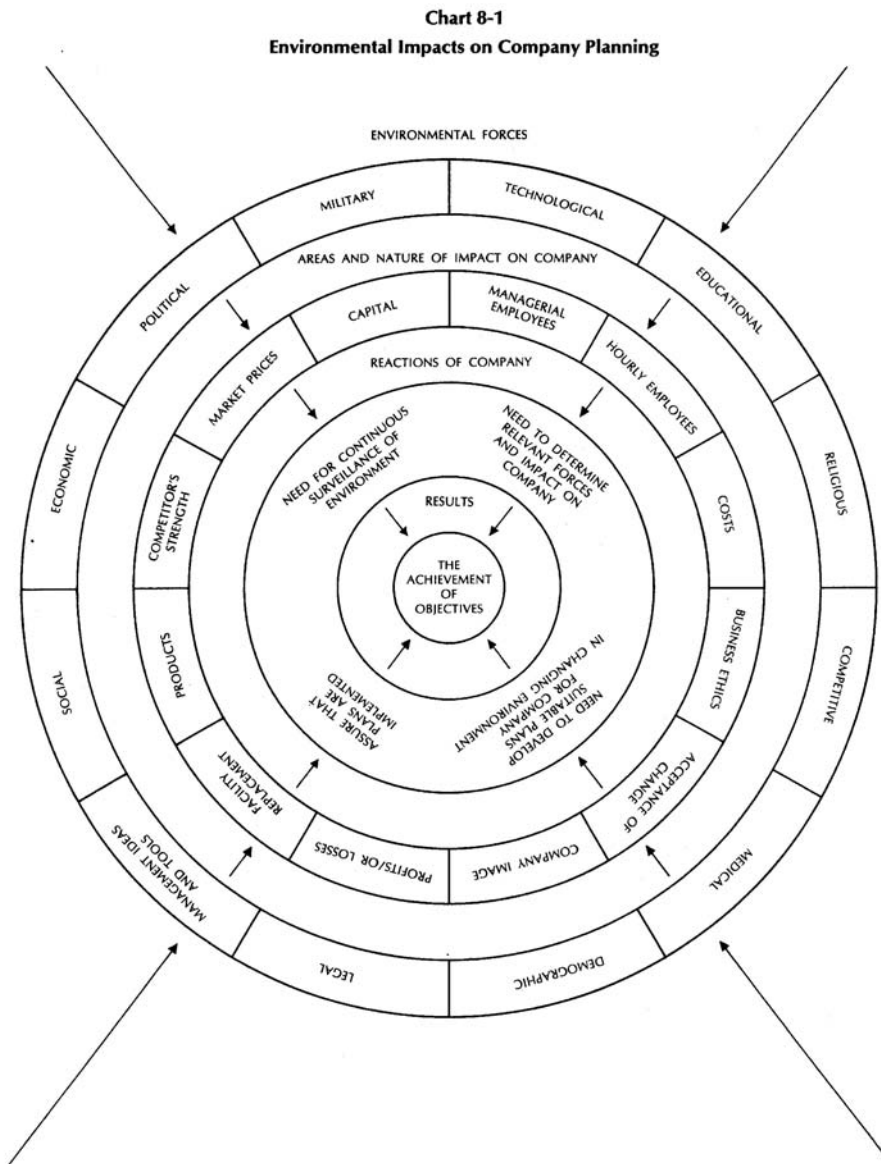 Chart 8-1
Environmental Impacts on Company Planning
ENVIRONMENTAL FORCES
MILITARY
TECHNOLOGICAL
EDUCATIONAL
RELIGIOUS
COMPETITIVE
MEDICAL
DEMOGRAPHIC
LEGAL
MANAGEMENT IDEAS
AND TOOLS
SOCIAL
ECONOMIC
POLITICAL
AREAS AND NATURE OF IMPACT ON COMPANY
CAPITAL
MANAGERIAL
EMPLOYEES
HOURLY EMPLOYEES
COSTS
BUSINESS ETHICS
ACCEPTANCE OF
CHANGE
COMPANY IMAGE
PROFITS/OR LOSSES
FACILITY
REPLACEMENT
PRODUCTS
COMPETITOR'S
STRENGTH
MARKET PRICES
REACTIONS OF COMPANY
NEED FOR CONTINUOUS
SURVEILLANCE OF
ENVIRONMENT
NEED TO DETERMINE
RELEVANT FORCES
AND IMPACT ON
COMPANY
NEED TO DEVELOP
SUITABLE PLANS
FOR COMPANY
IN CHANGING ENVIRONMENT
ASSURE THAT
PLANS ARE
IMPLEMENTED
RESULTS
THE
ACHIEVEMENT
OF
OBJECTIVES